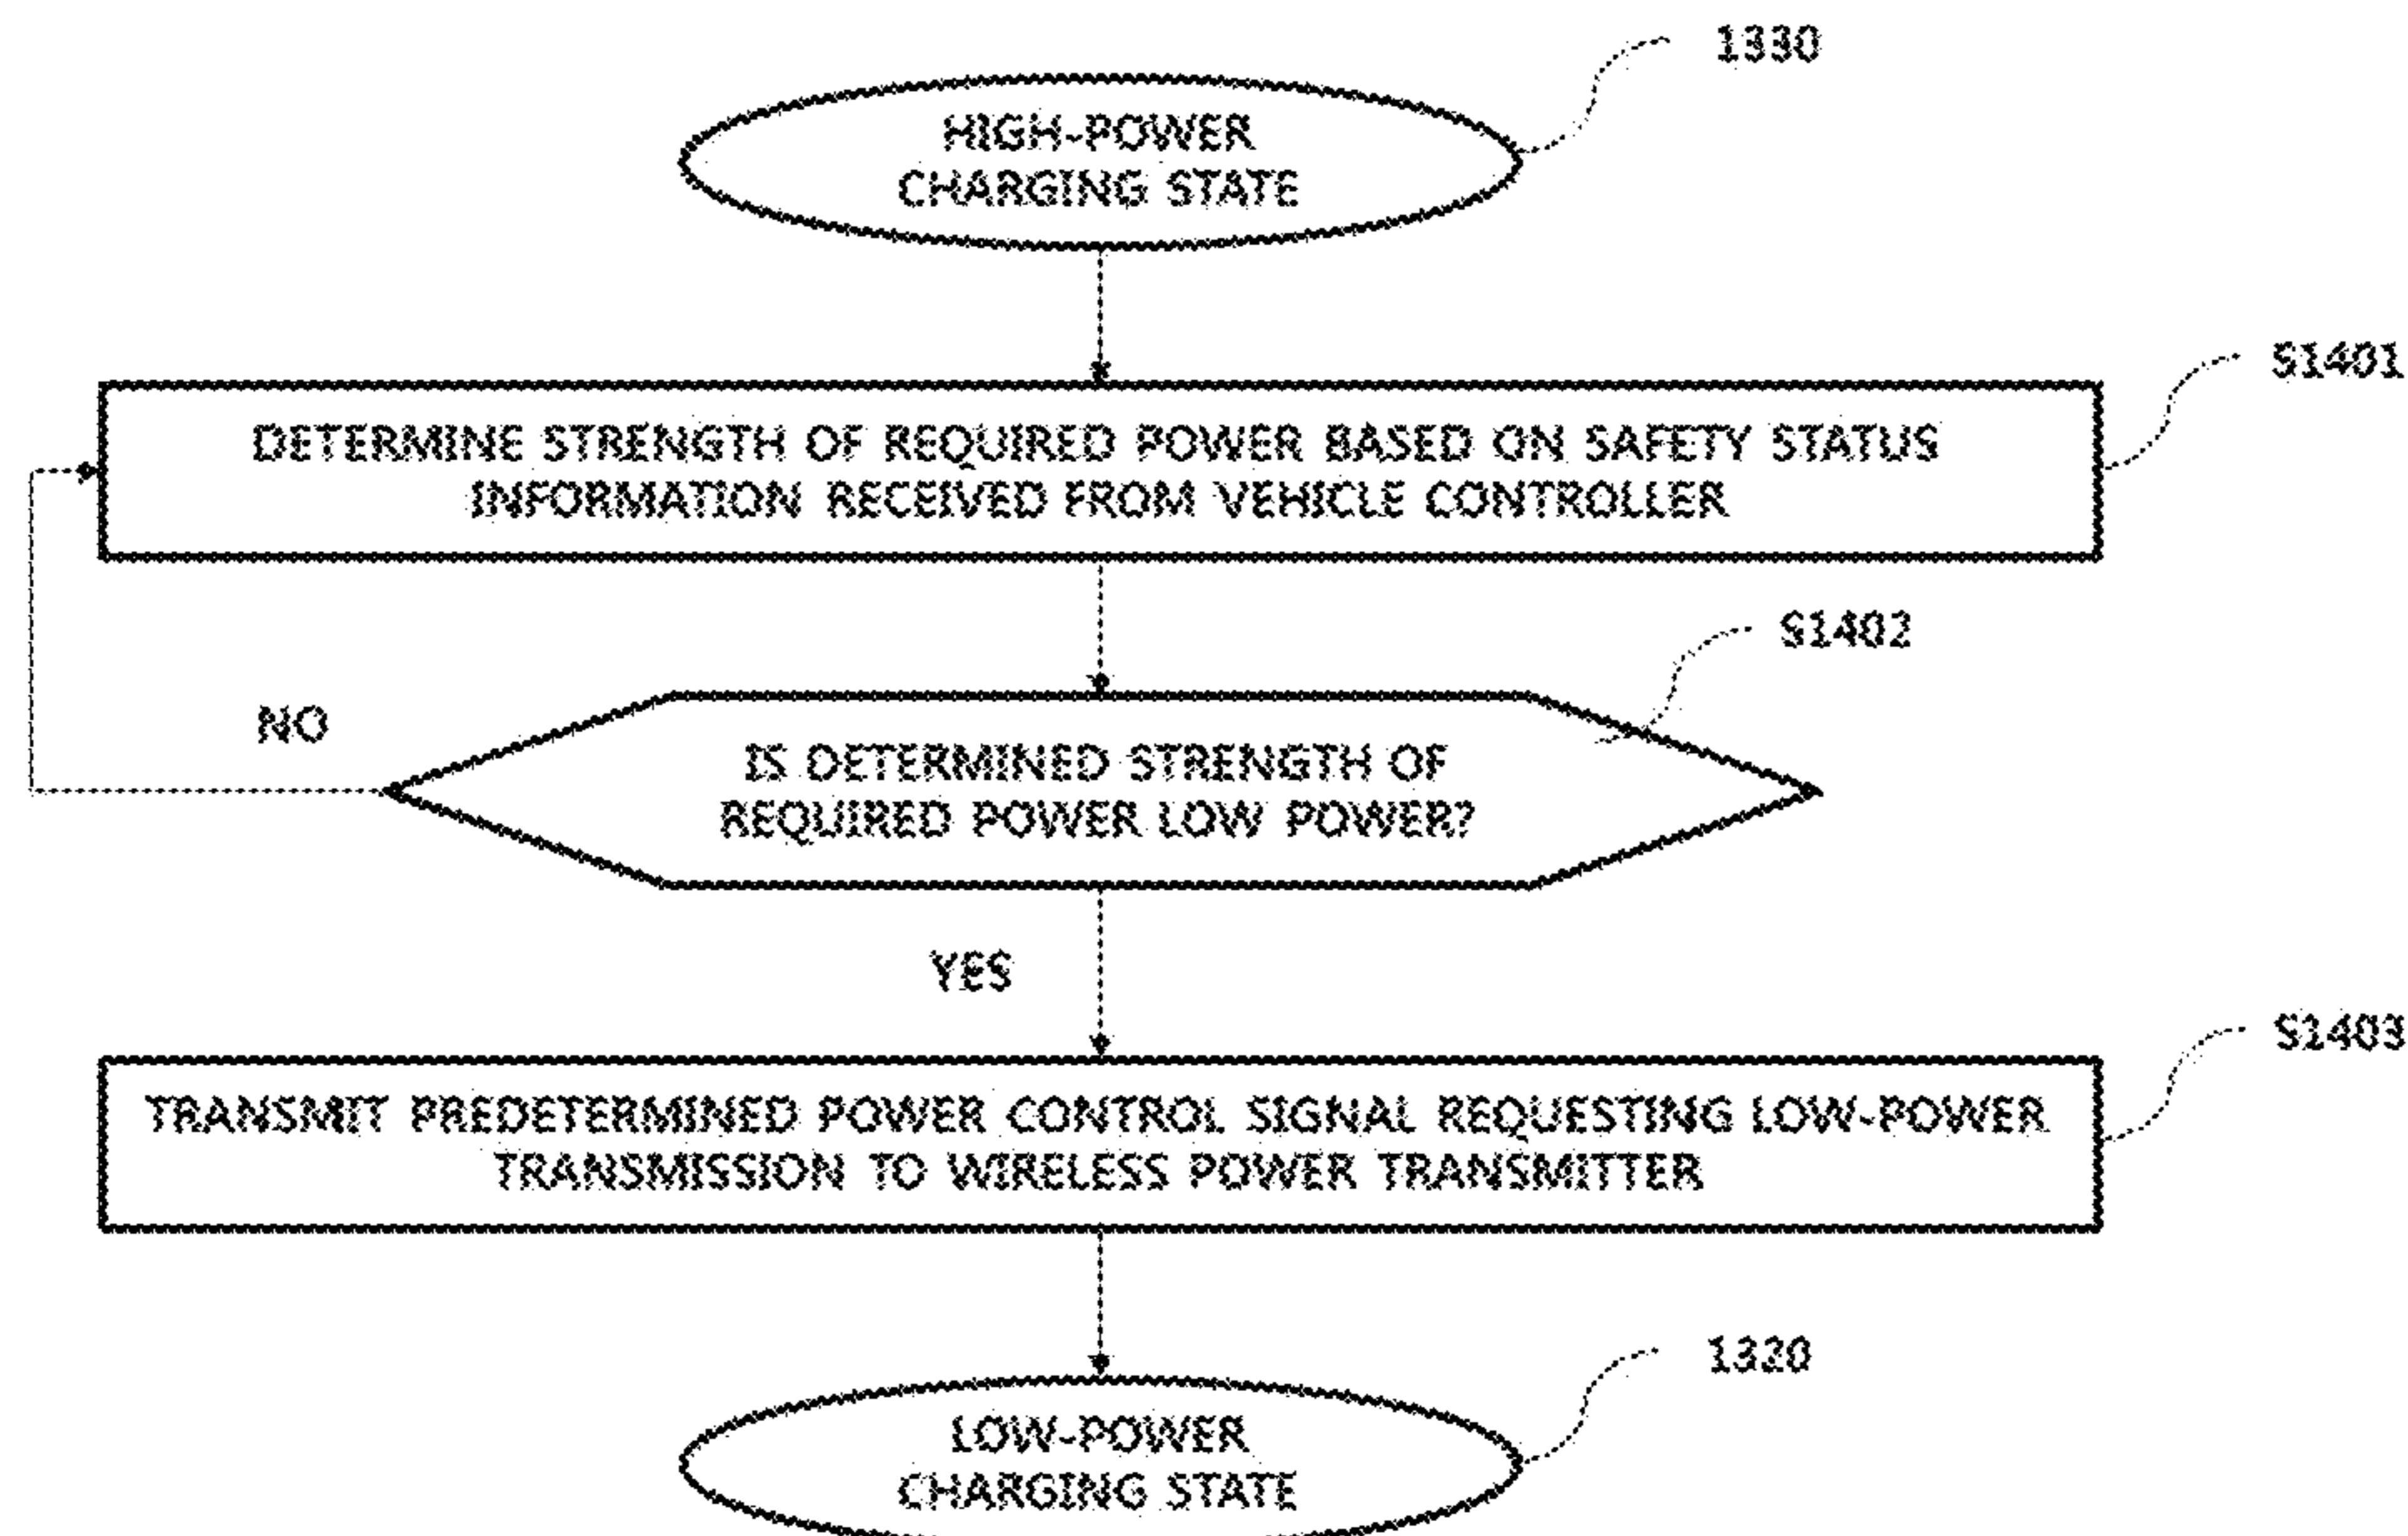 1330
HIGH-POWER
CHARGING STATE
S1401
DETERMINE STRENGTH OF REQUIRED POWER BASED ON SAFETY STATUS
INFORMATION RECEIVED FROM VEHICLE CONTROLLER
S1402
NO
IS DETERMINED STRENGTH OF
REQUIRED POWER LOW POWER?
YES
S1403
TRANSMIT PREDETERMINED POWER CONTROL SIGNAL REQUESTING LOW-POWER
TRANSMISSION TO WIRELESS POWER TRANSMITTER
1320
LOW-POWER
CHARGING STATE